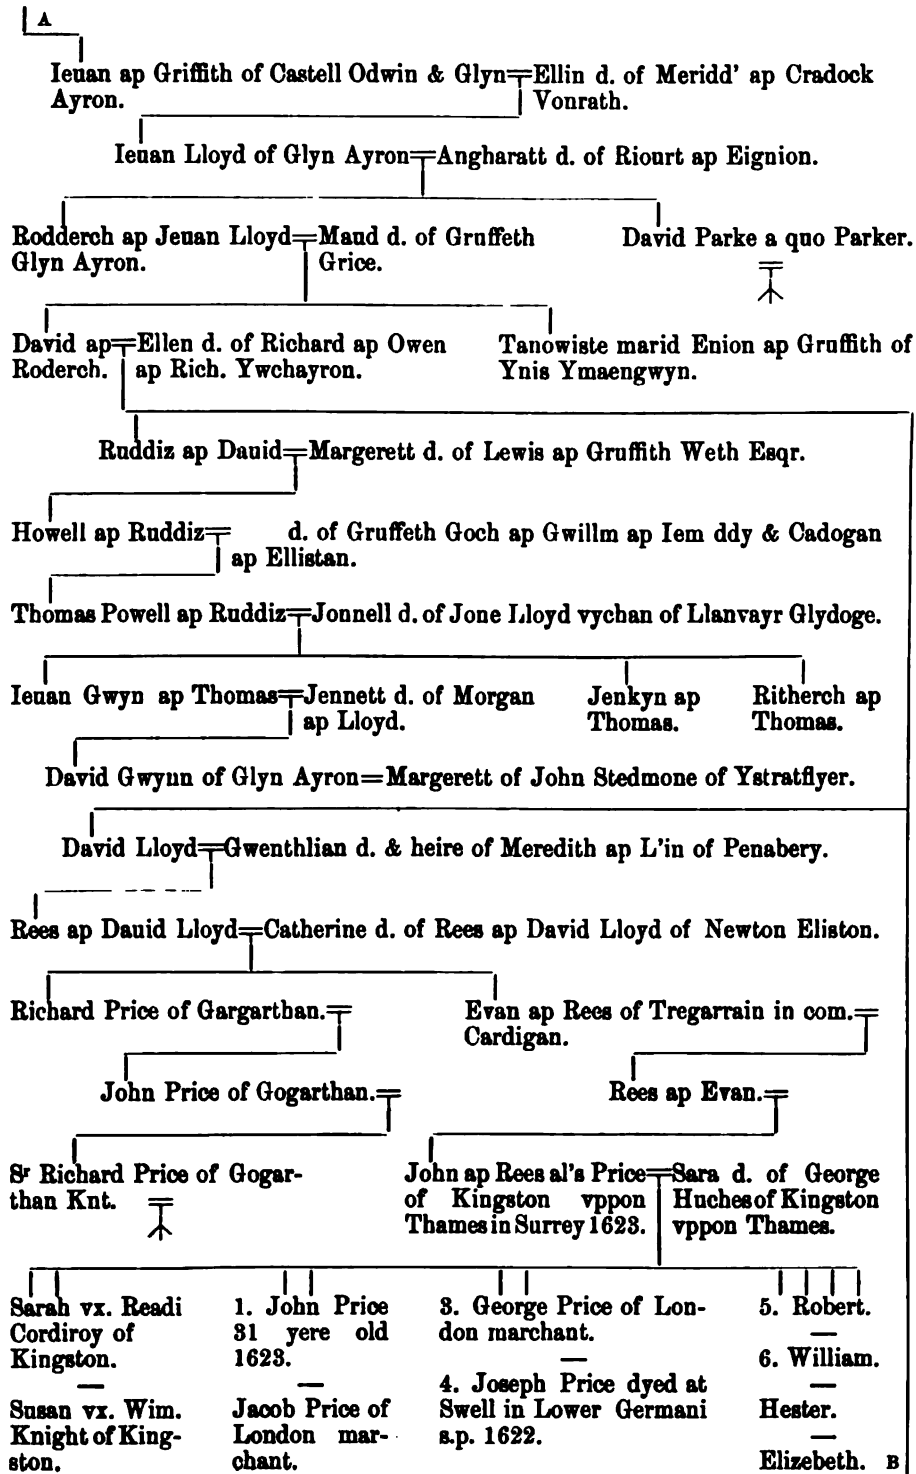 A
Ieuan ap Griffith of Castell Odwin & Glyn=Ellin d. of Meridd' ap Cradock
Ayron. Vonrath.
Ieuan Lloyd of Glyn Ayron=Angharatt d. of Riourt ap Eignion.
Rodderch ap Jeuan Lloyd=Maud d. of Gruffeth David Parke a quo Parker.
Glyn Ayron. Grice.
David ap=Ellen d. of Richard ap Owen Tanowiste marid Enion ap Gruffith of
Roderch. ap Rich. Ywchayron. Ynis Ymaengwyn.
Ruddiz ap Dauid=Margerett d. of Lewis ap Gruffith Weth Esqr.
Howell ap Ruddiz= d. of Gruffeth Goch ap Gwillm ap Iem ddy & Cadogan
ap Ellistan.
Thomas Powell ap Ruddiz=Jonnell d. of Jone Lloyd vychan of Llanvayr Glydoge.
Ieuan Gwyn ap Thomas=Jennett d. of Morgan Jenkyn ap Ritherch ap
ap Lloyd. Thomas. Thomas.
David Gwynn of Glyn Ayron=Margerett of John Stedmone of Ystratflyer.
David Lloyd=Gwenthlian d. & heire of Meredith ap L'in of Penabery.
Rees ap Dauid Lloyd=Catherine d. of Rees ap David Lloyd of Newton Eliston.
Richard Price of Gargarthan.= Evan ap Rees of Tregarrain in com.=
Cardigan.
John Price of Gogarthan.= Rees ap Evan.=
Sr Richard Price of Gogar- John ap Rees al's Price=Sara d. of George
than Knt. of Kingston vppon Huches of Kingston
Thames in Surrey 1623. vppon Thames.
Sarah vx. Readi 1. John Price 3. George Price of Lon- 5. Robert.
Cordiroy of 31 yere old don marchant.
Kingston. 1623. 6. William.
4. Joseph Price dyed at
Susan vx. Wim. Jacob Price of Swell in Lower Germani Hester.
Knight of King- London mar- s.p. 1622.
ston. chant. Elizebeth. B